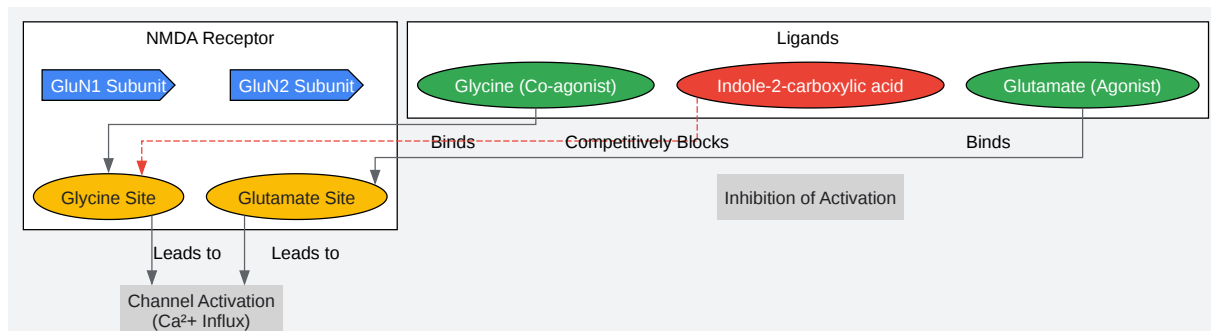 NMDA Receptor
Ligands
GluN1 Subunit
GluN2 Subunit
Glycine (Co-agonist)
Indole-2-carboxylic acid
Glutamate (Agonist)
Binds
Competitively Blocks
Binds
Glycine Site
Glutamate Site
Inhibition of Activation
Leads to
Leads to
Channel Activation
(Ca²+ Influx)